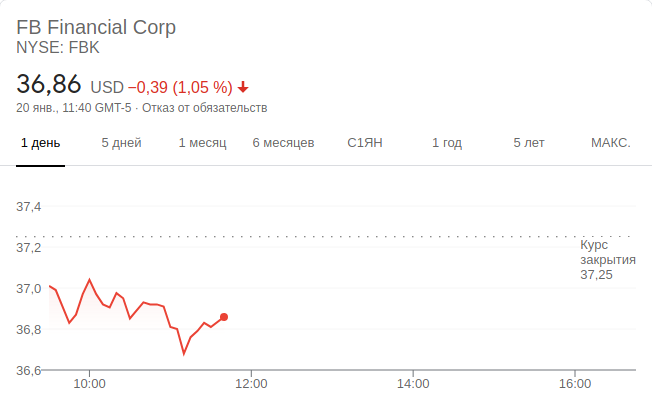 FB Financial Corp
NYSE: FBK
36,86 USD −0,39 (1,05 %)
20 янв., 11:40 GMT-5 · Отказ от обязательств
1 день 5 дней 1 месяц 6 месяцев С1ЯН 1 год 5 лет МАКС.
37,4
37,2
37,0
36,8
36,6
Курс
закрытия
37,25
10:00 12:00 14:00 16:00